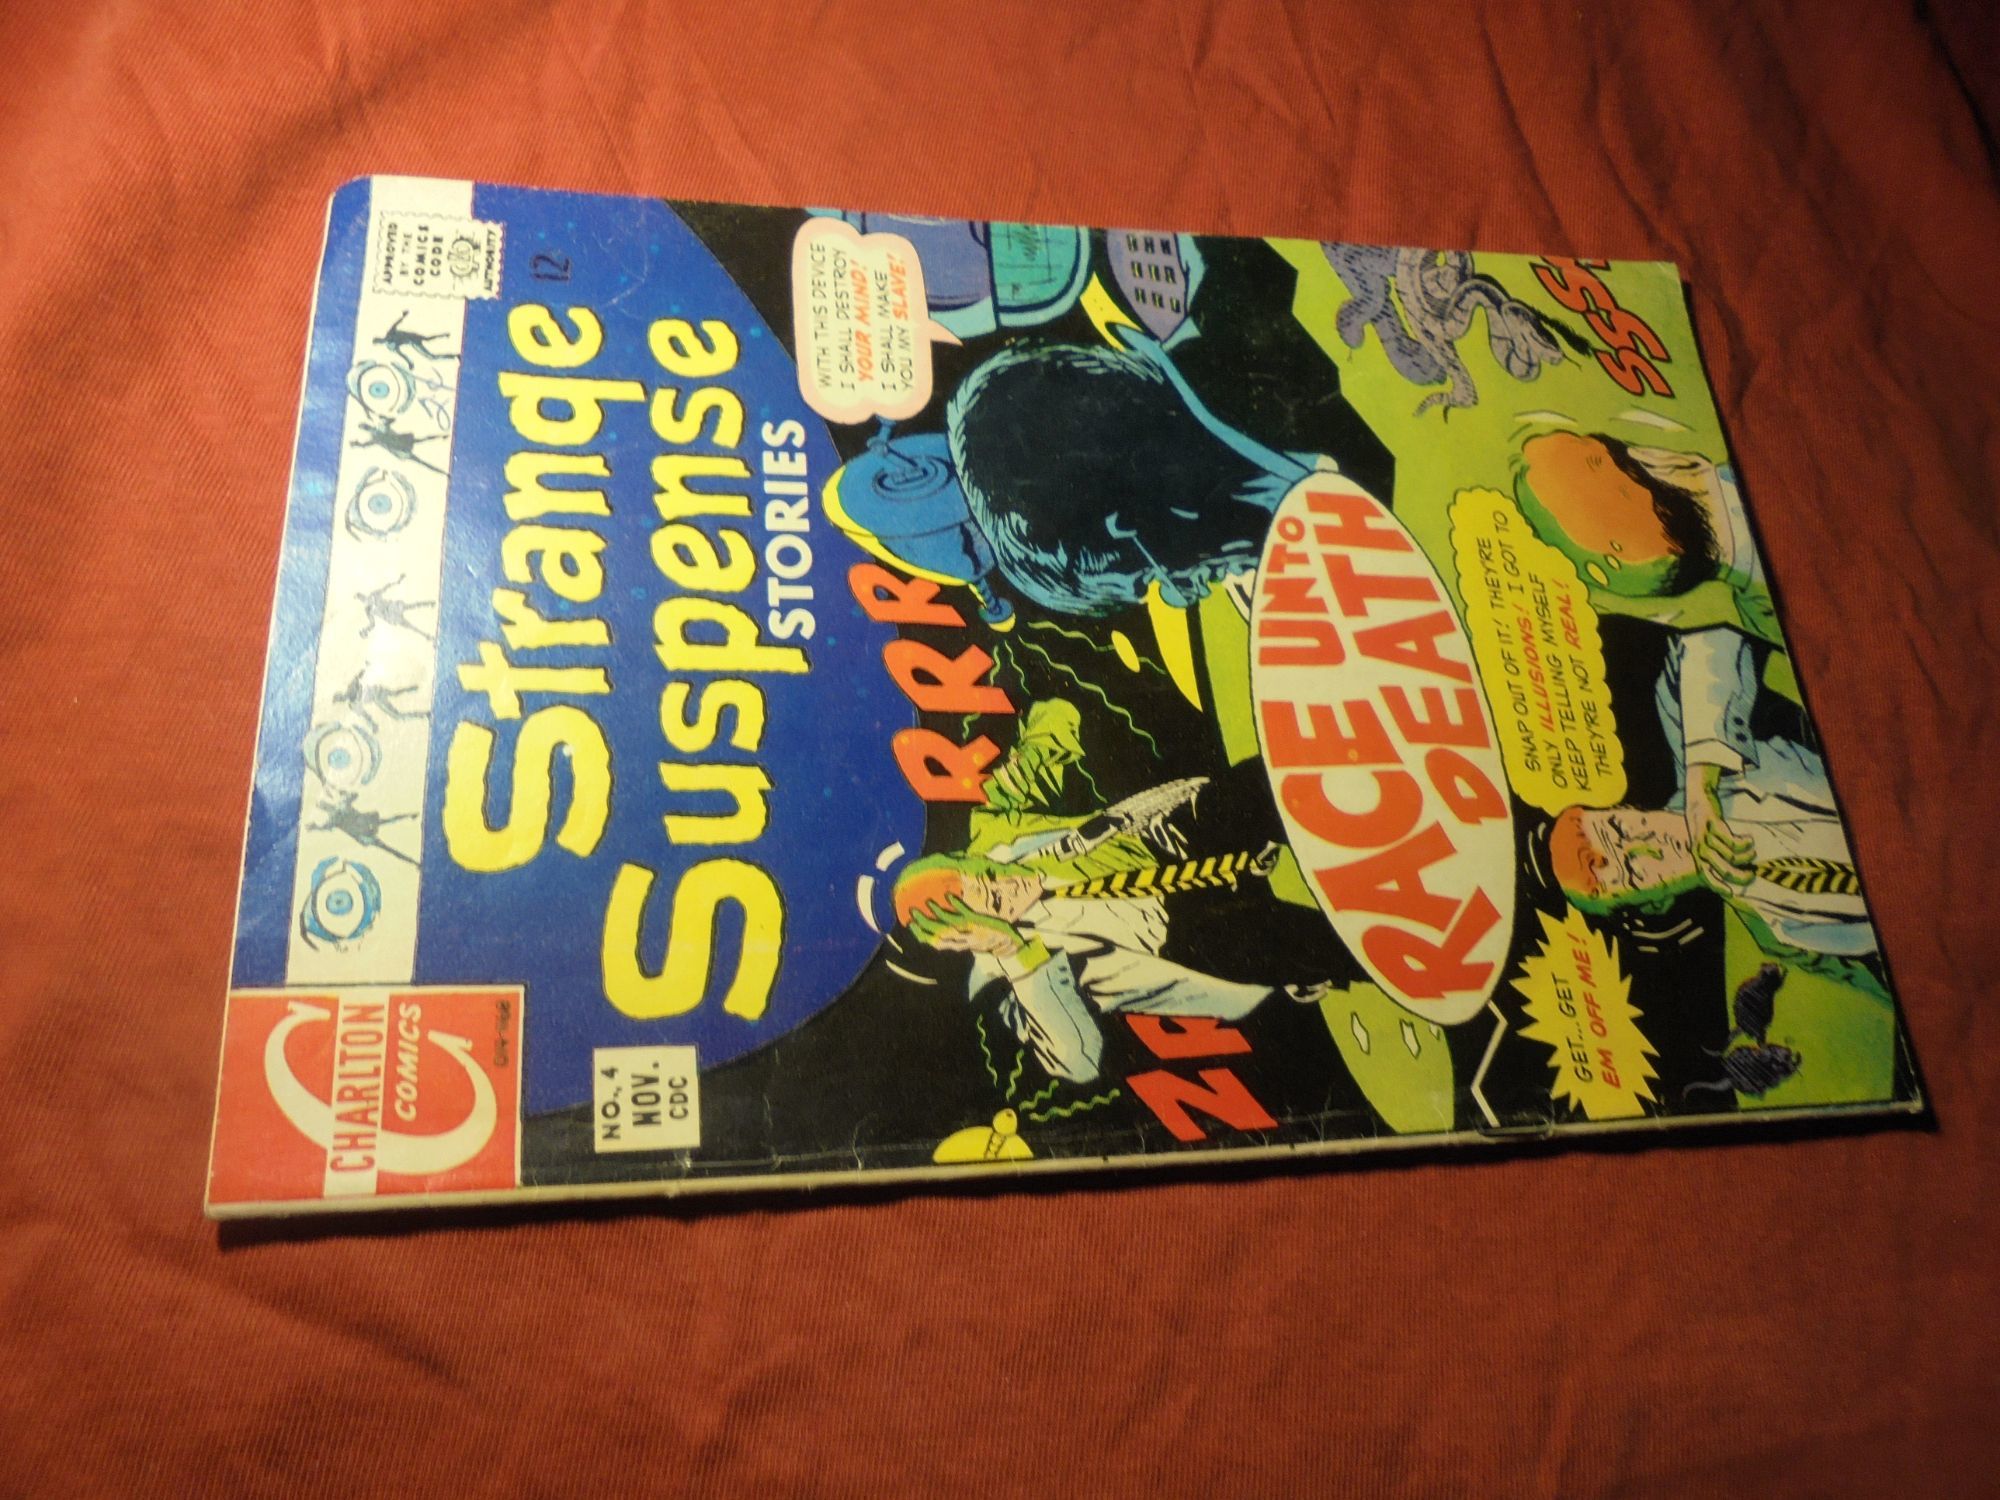 CHARLTON
COMICS
APPROVED
BY THE
COMICS
CODE
AUTHORITY
12¢
Strange
Suspense
STORIES
NO. 4
NOV.
CDC
WITH THIS DEVICE
I SHALL DESTROY
YOUR MIND!
I SHALL MAKE
YOU MY SLAVE!
RRR
RACE UNTO
DEATH
SNAP OUT OF IT! THEY'RE
ONLY ILLUSIONS! I GOT TO
KEEP TELLING MYSELF
THEY'RE NOT REAL!
GET...GET
EM OFF ME!